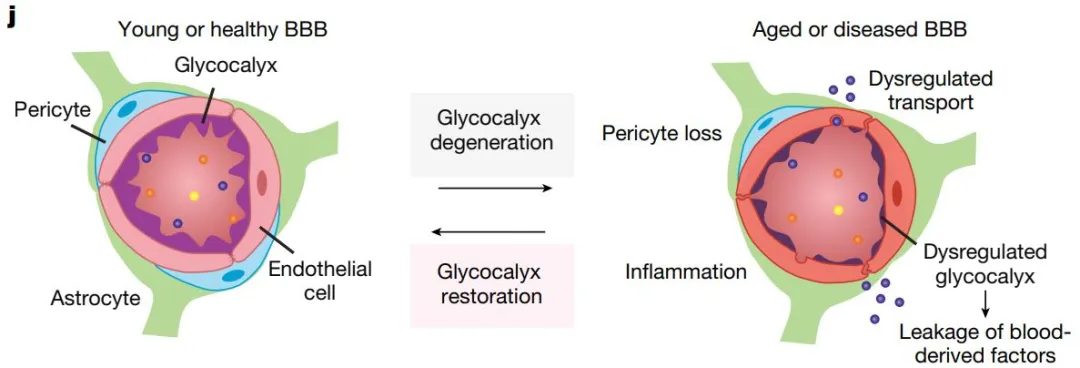 j
Young or healthy BBB
Glycocalyx
Pericyte
Endothelial
cell
Astrocyte
Glycocalyx
degeneration
Glycocalyx
restoration
Aged or diseased BBB
Dysregulated
transport
Pericyte loss
Inflammation
Dysregulated
glycocalyx
Leakage of blood-
derived factors